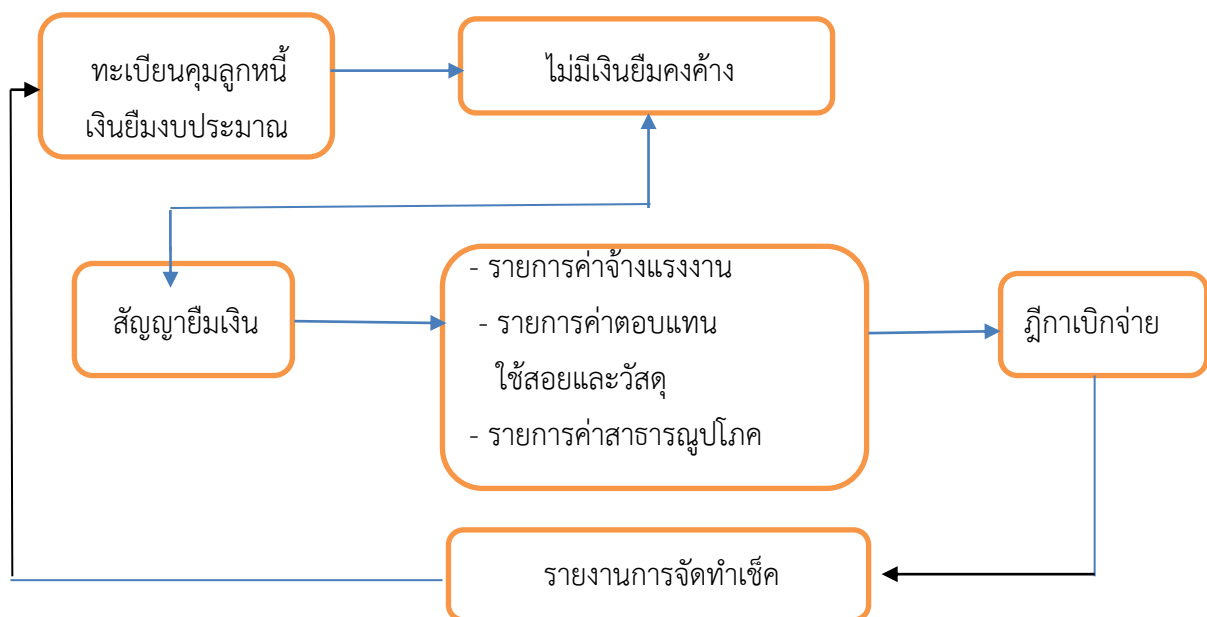 ทะเบียนคุมลูกหนี้
เงินยืมงบประมาณ
ไม่มีเงินยืมคงค้าง
สัญญายืมเงิน
- รายการค่าจ้างแรงงาน
- รายการค่าตอบแทน
ใช้สอยและวัสดุ
- รายการค่าสาธารณูปโภค
ฎีกาเบิกจ่าย
รายงานการจัดทำเช็ค